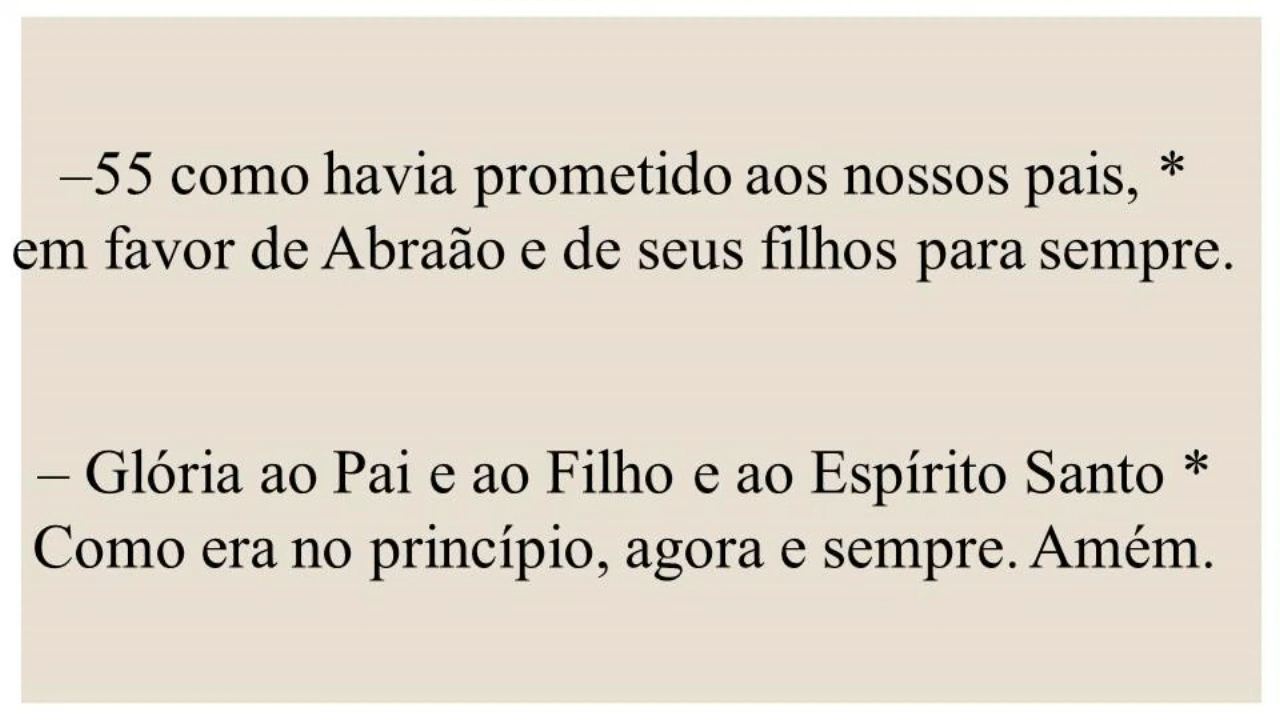 –55 como havia prometido aos nossos pais, *
em favor de Abraão e de seus filhos para sempre.
– Glória ao Pai e ao Filho e ao Espírito Santo *
Como era no princípio, agora e sempre. Amém.